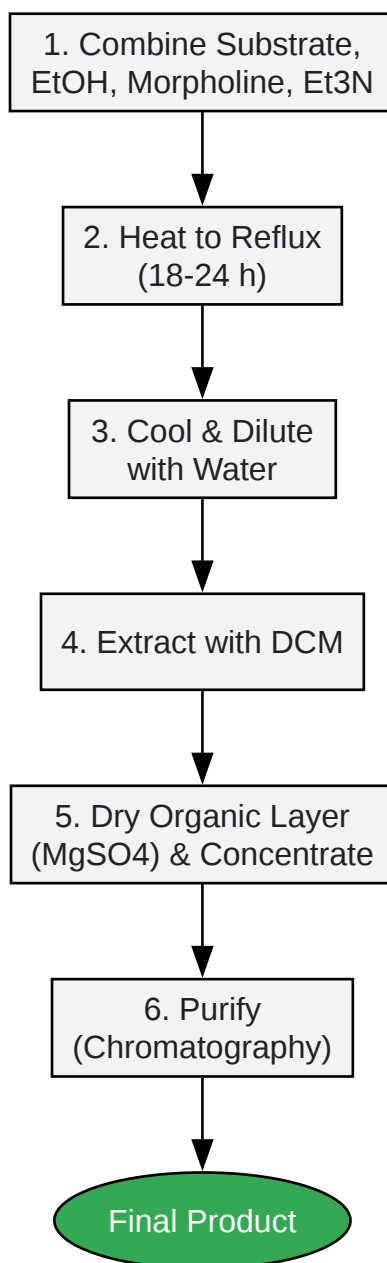 1. Combine Substrate,
EtOH, Morpholine, Et3N
2. Heat to Reflux
(18-24 h)
3. Cool & Dilute
with Water
4. Extract with DCM
5. Dry Organic Layer
(MgSO4) & Concentrate
6. Purify
(Chromatography)
Final Product